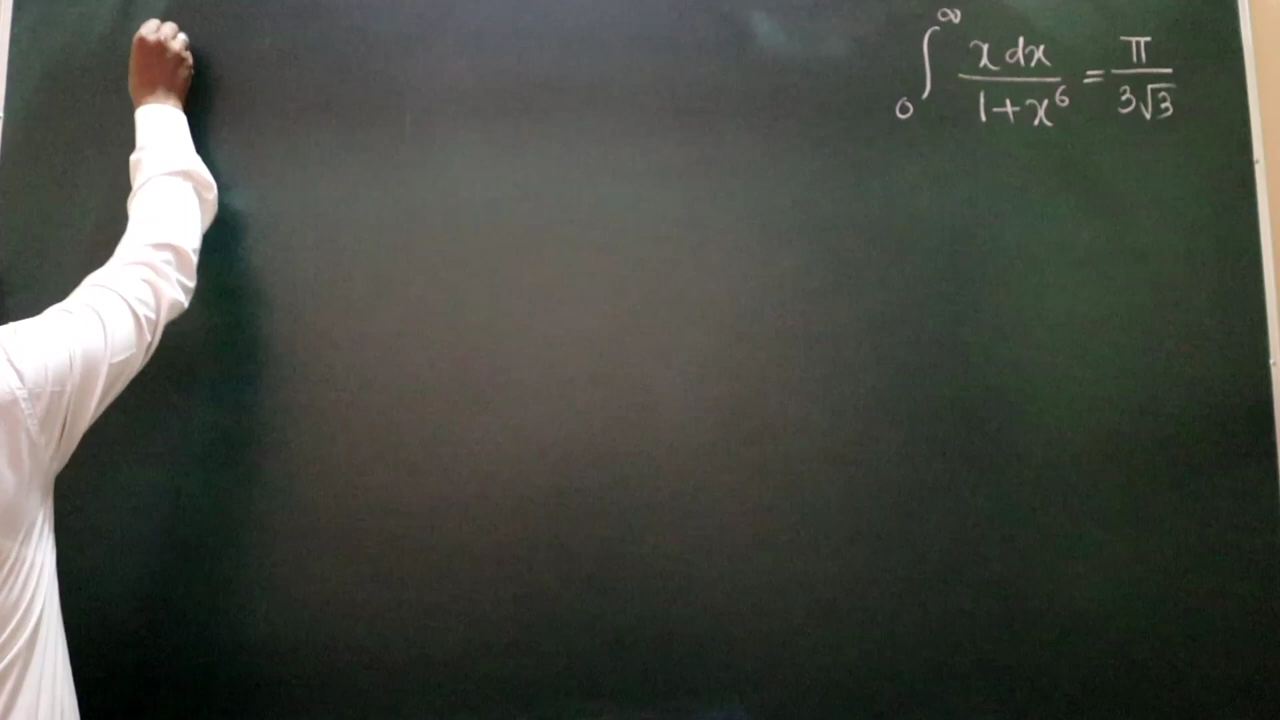 ∫₀^∞ x dx / (1+x⁶) = π / (3√3)